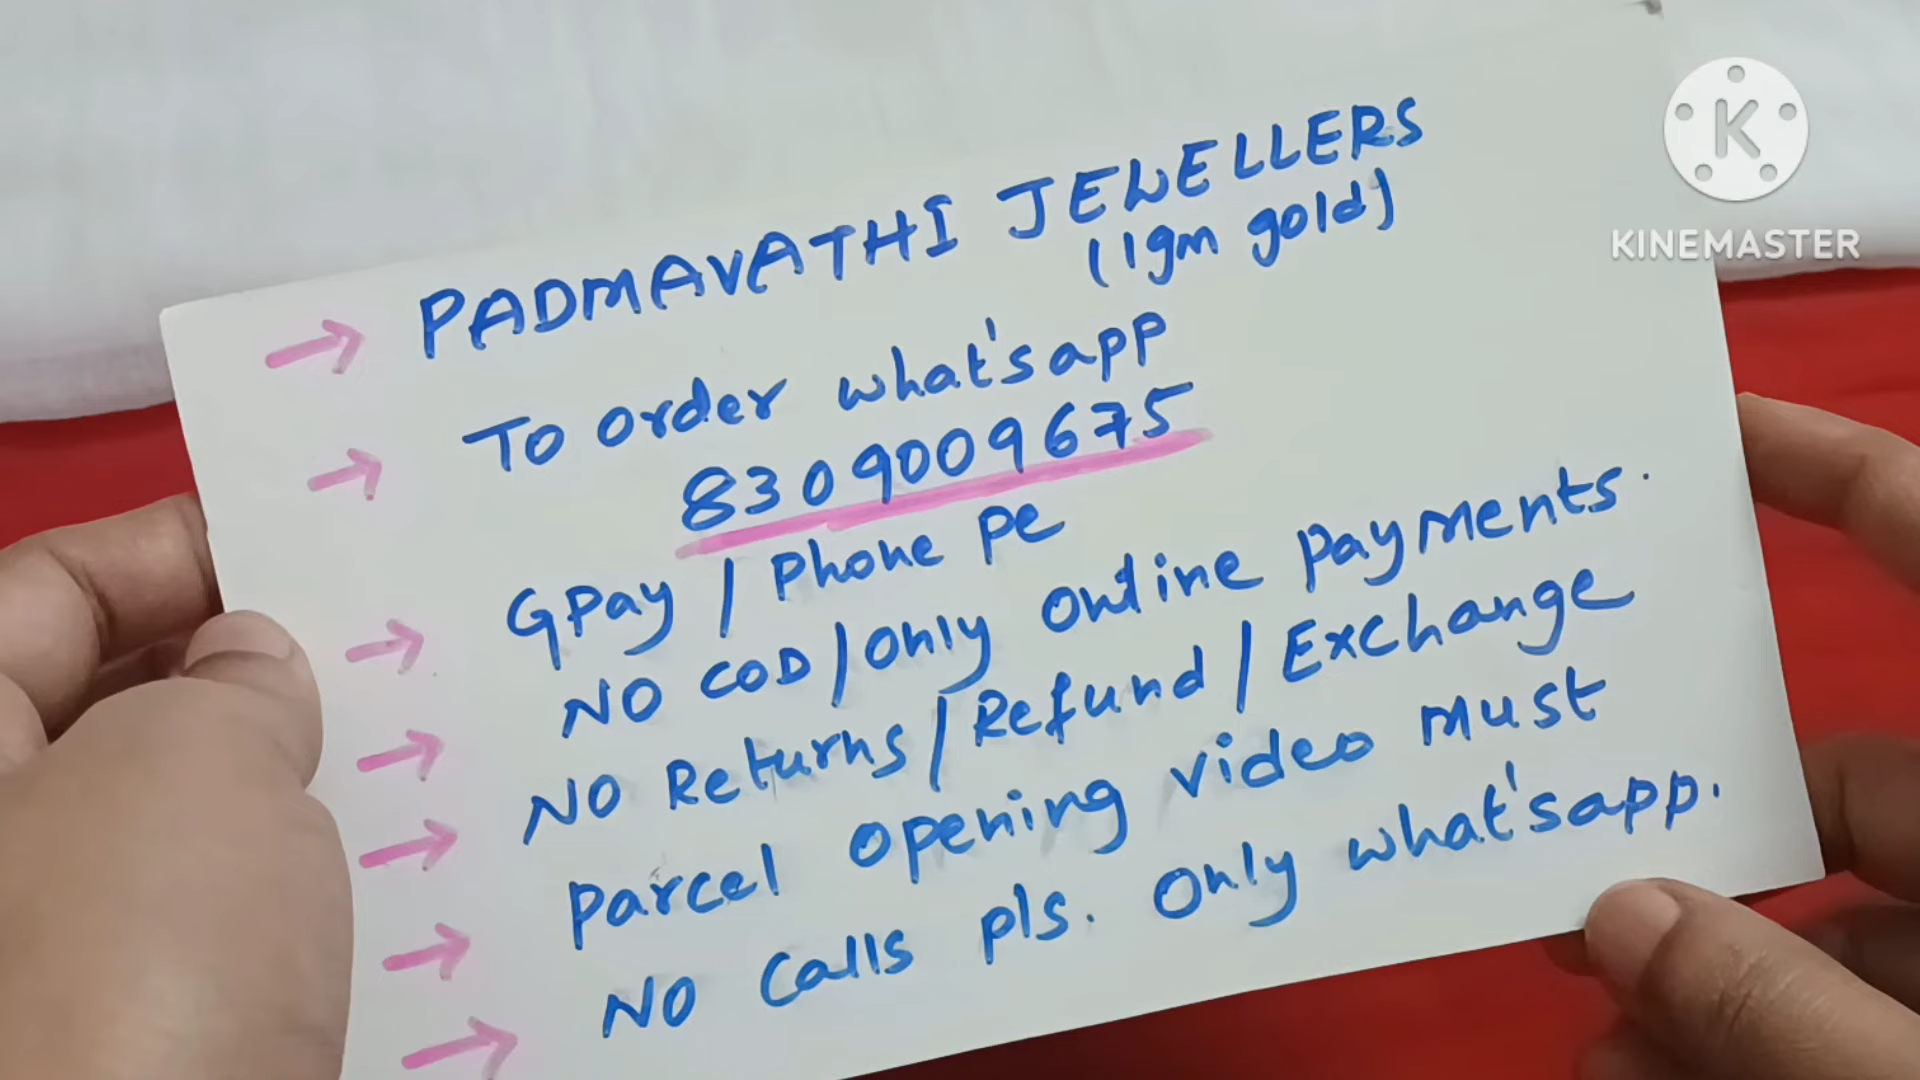 PADMAVATHI JEWELLERS
(1gm gold)
To order what'sapp
8309009675
GPay / Phone Pe
NO COD/only online payments.
NO Returns/Refund/Exchange
Parcel opening video must
NO Calls pls. Only what'sapp.
K
KINEMASTER